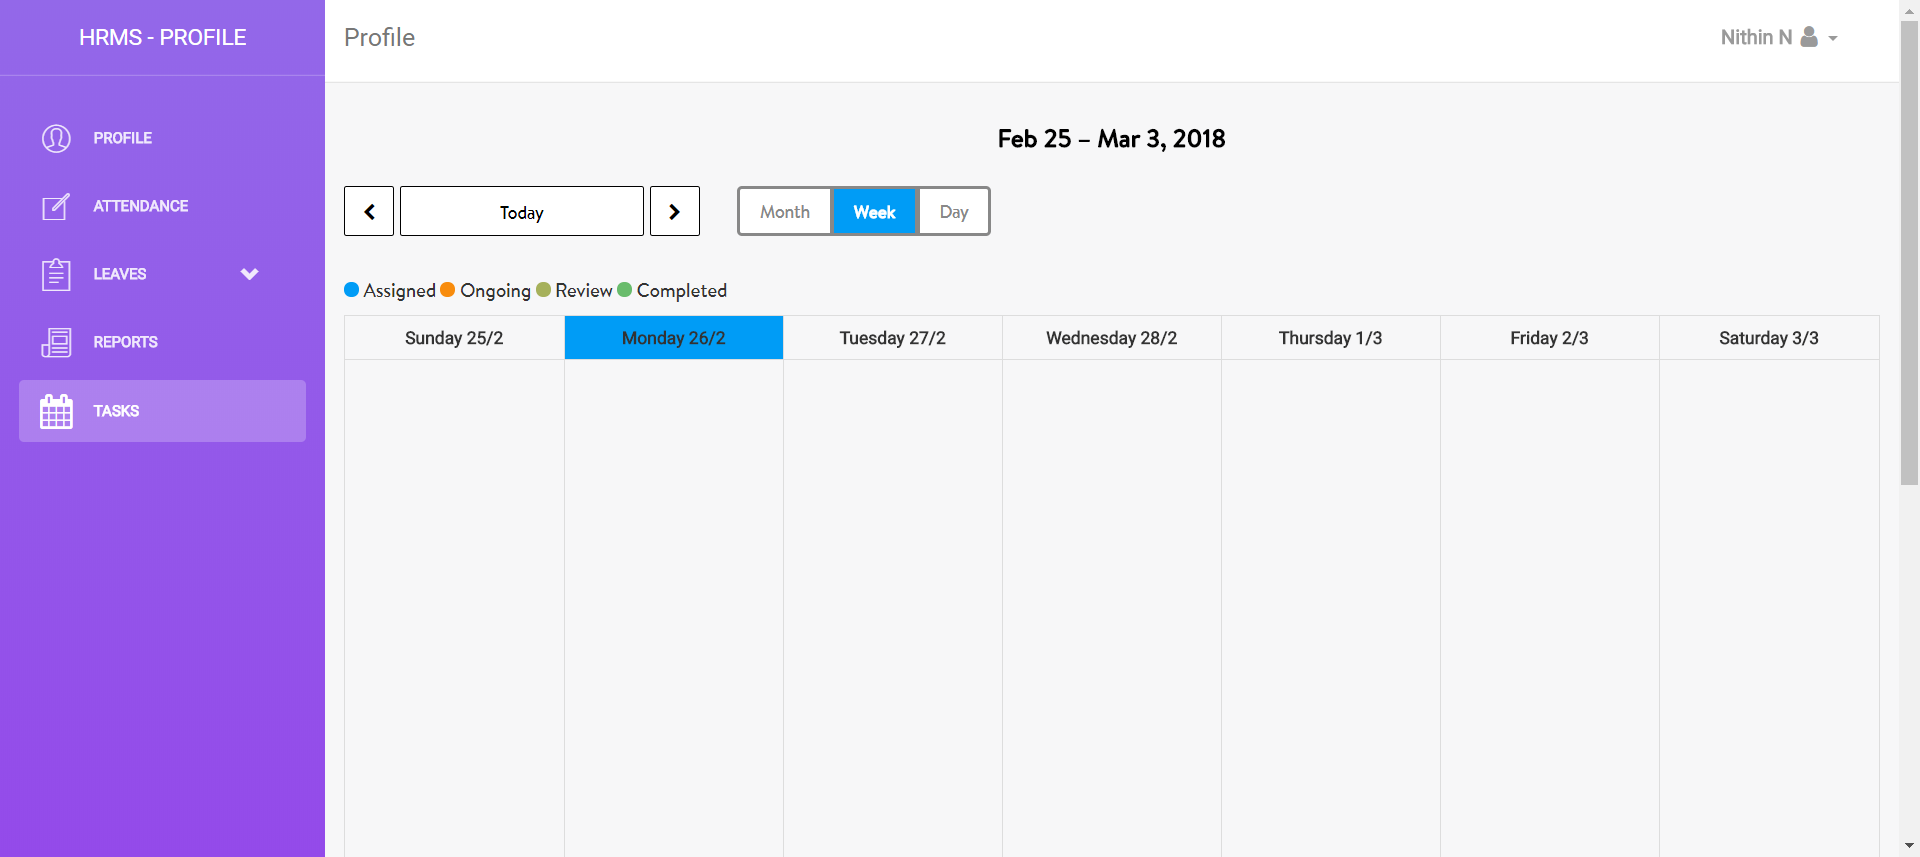 HRMS - PROFILE
Profile
Nithin N
PROFILE
ATTENDANCE
LEAVES
REPORTS
TASKS
Feb 25 – Mar 3, 2018
Today
Month Week Day
Assigned Ongoing Review Completed
Sunday 25/2 Monday 26/2 Tuesday 27/2 Wednesday 28/2 Thursday 1/3 Friday 2/3 Saturday 3/3